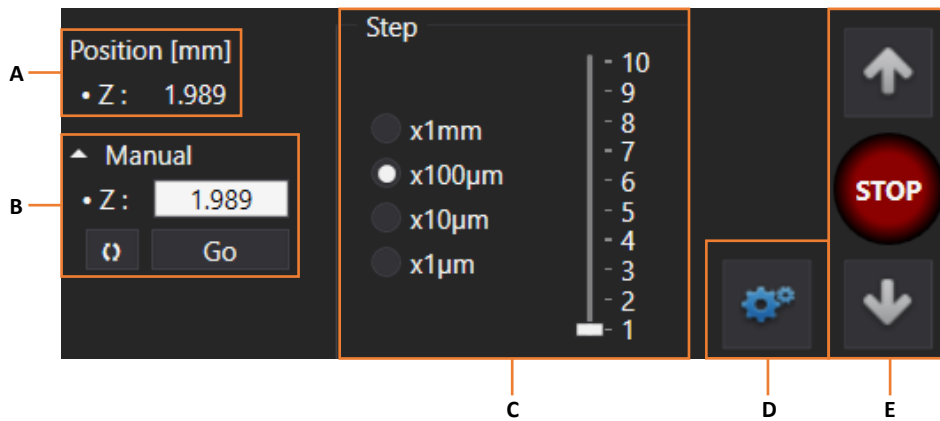 A
Position [mm]
• Z : 1.989
B
Manual
• Z : 1.989
Go
Step
x1mm
x100µm
x10µm
x1µm
10
9
8
7
6
5
4
3
2
1
STOP
C
D
E